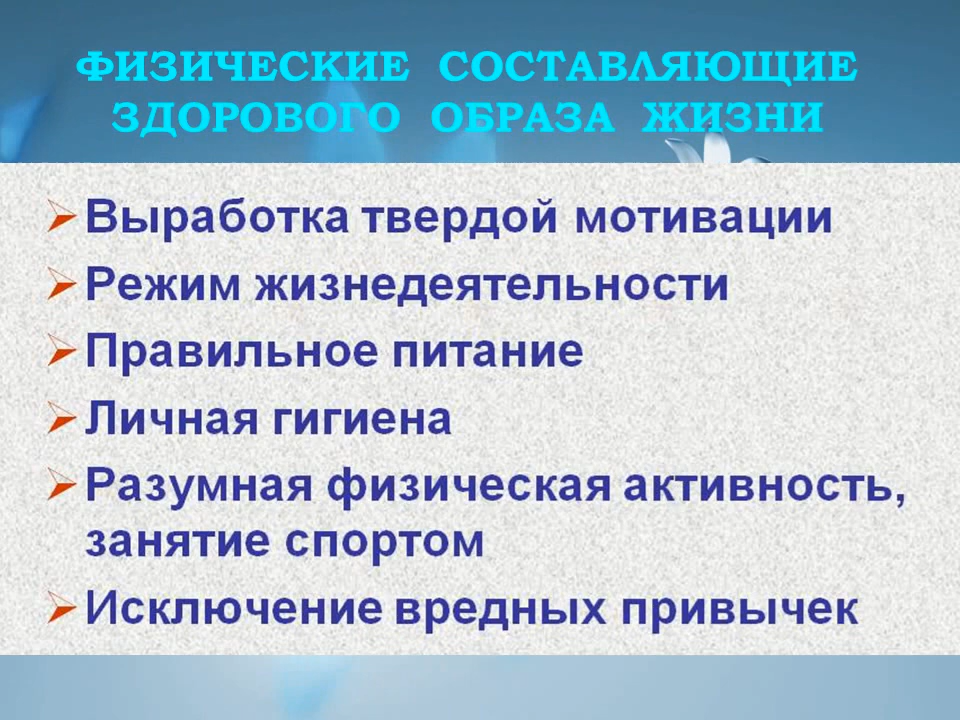 ФИЗИЧЕСКИЕ СОСТАВЛЯЮЩИЕ
ЗДОРОВОГО ОБРАЗА ЖИЗНИ
Выработка твердой мотивации
Режим жизнедеятельности
Правильное питание
Личная гигиена
Разумная физическая активность,
занятие спортом
Исключение вредных привычек